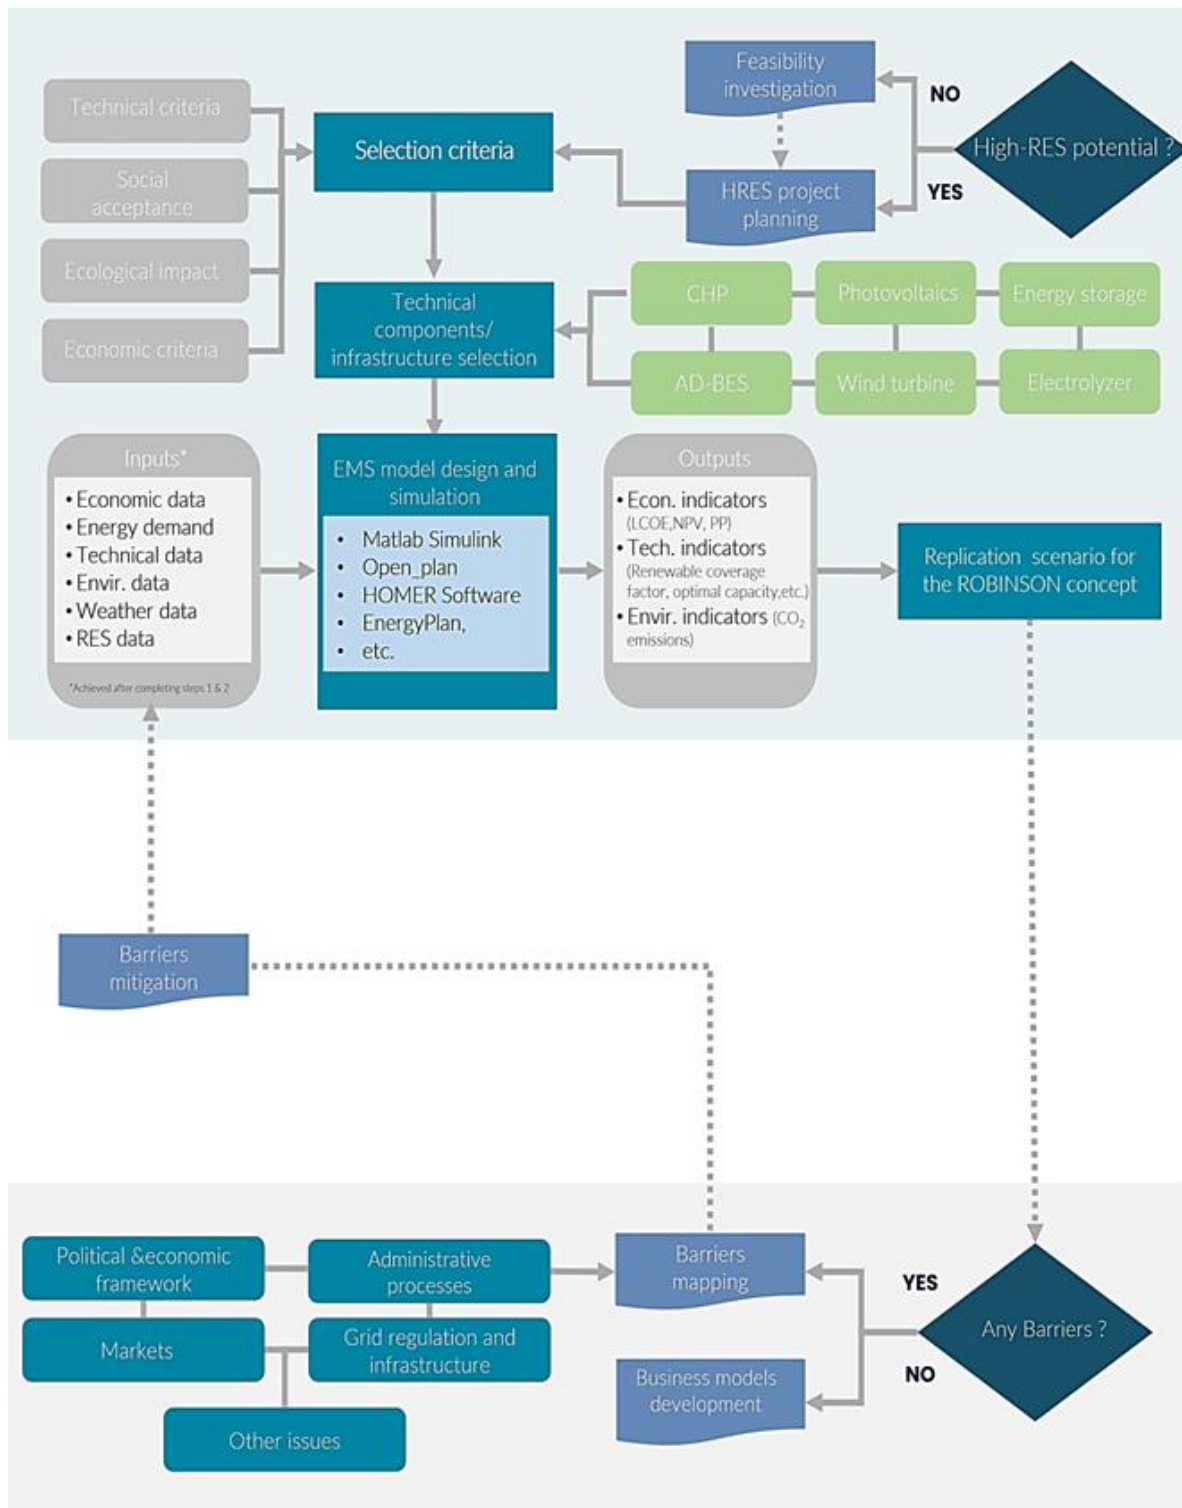 Feasibility
investigation
NO
High-RES potential ?
YES
HRES project
planning
Technical criteria
Social
acceptance
Ecological impact
Economic criteria
Selection criteria
Technical
components/
infrastructure selection
CHP
Photovoltaics
Energy storage
AD-BES
Wind turbine
Electrolyzer
Inputs*
• Economic data
• Energy demand
• Technical data
• Envir. data
• Weather data
• RES data
*Achieved after completing steps 1 & 2
EMS model design and
simulation
• Matlab Simulink
• Open_plan
• HOMER Software
• EnergyPlan,
• etc.
Outputs
• Econ. indicators
(LCOE,NPV, PP)
• Tech. indicators
(Renewable coverage
factor, optimal capacity,etc.)
• Envir. indicators (CO₂
emissions)
Replication scenario for
the ROBINSON concept
Barriers
mitigation
Political &economic
framework
Administrative
processes
Markets
Grid regulation and
infrastructure
Other issues
Barriers
mapping
Business models
development
YES
Any Barriers ?
NO